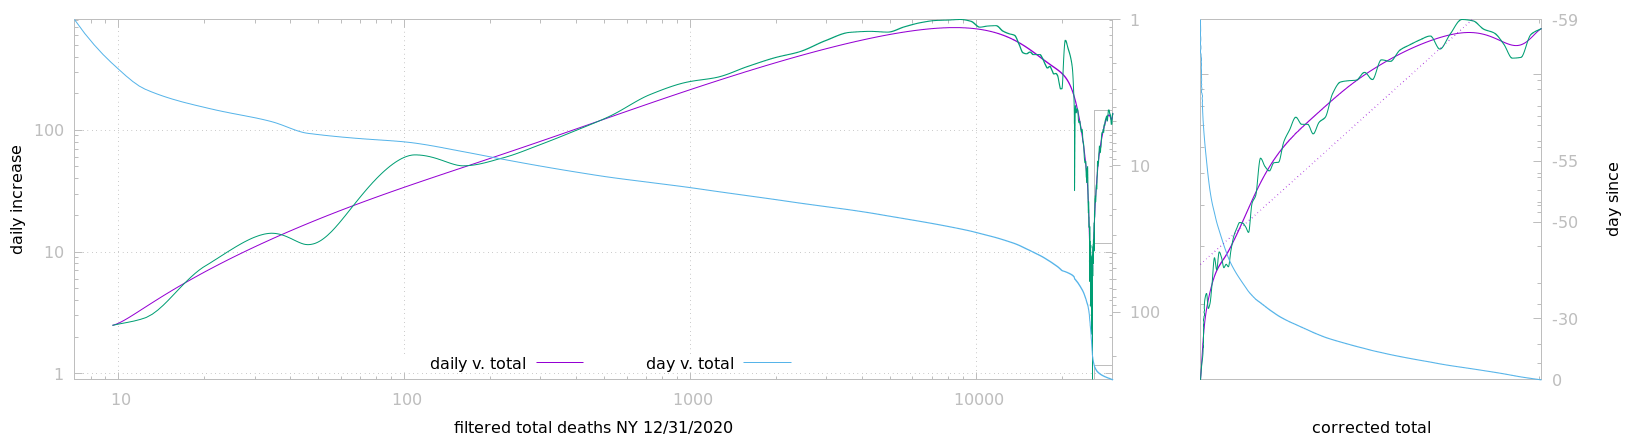 daily increase
100
10
1
10
100
1000
10000
daily v. total
day v. total
filtered total deaths NY 12/31/2020
1
10
100
-59
-55
-50
-30
0
day since
corrected total